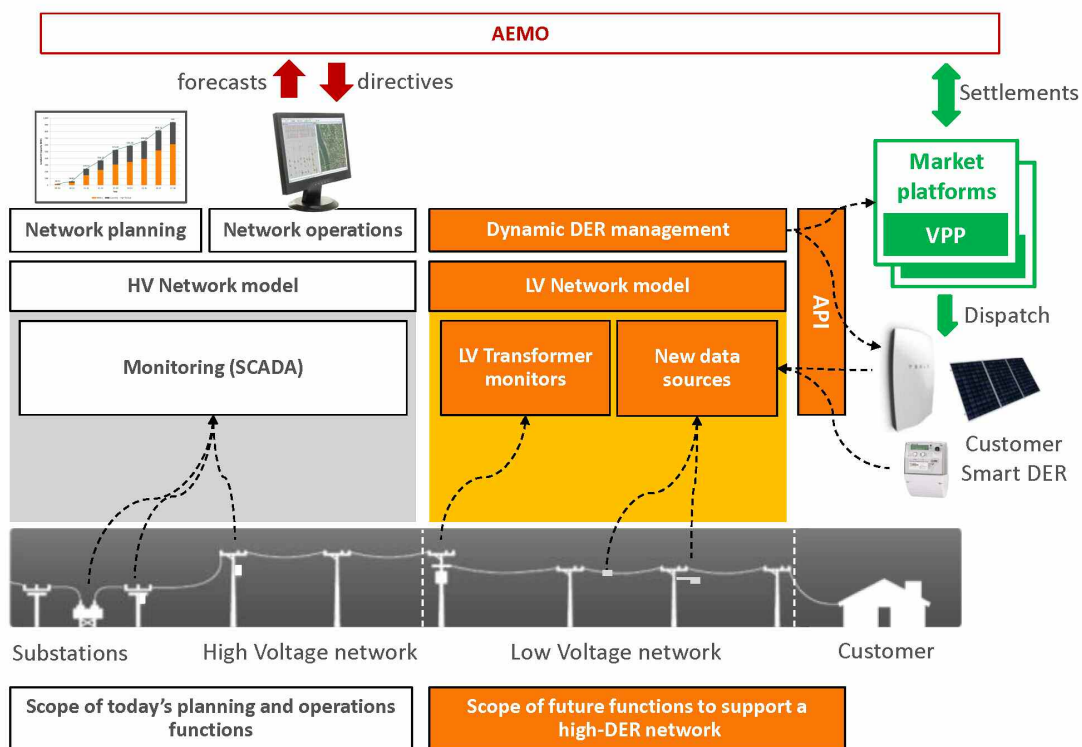 AEMO
forecasts
directives
Settlements
Market
platforms
VPP
Network planning
Network operations
Dynamic DER management
HV Network model
LV Network model
API
Dispatch
Monitoring (SCADA)
LV Transformer
monitors
New data
sources
Customer
Smart DER
Substations
High Voltage network
Low Voltage network
Customer
Scope of today's planning and operations
functions
Scope of future functions to support a
high-DER network